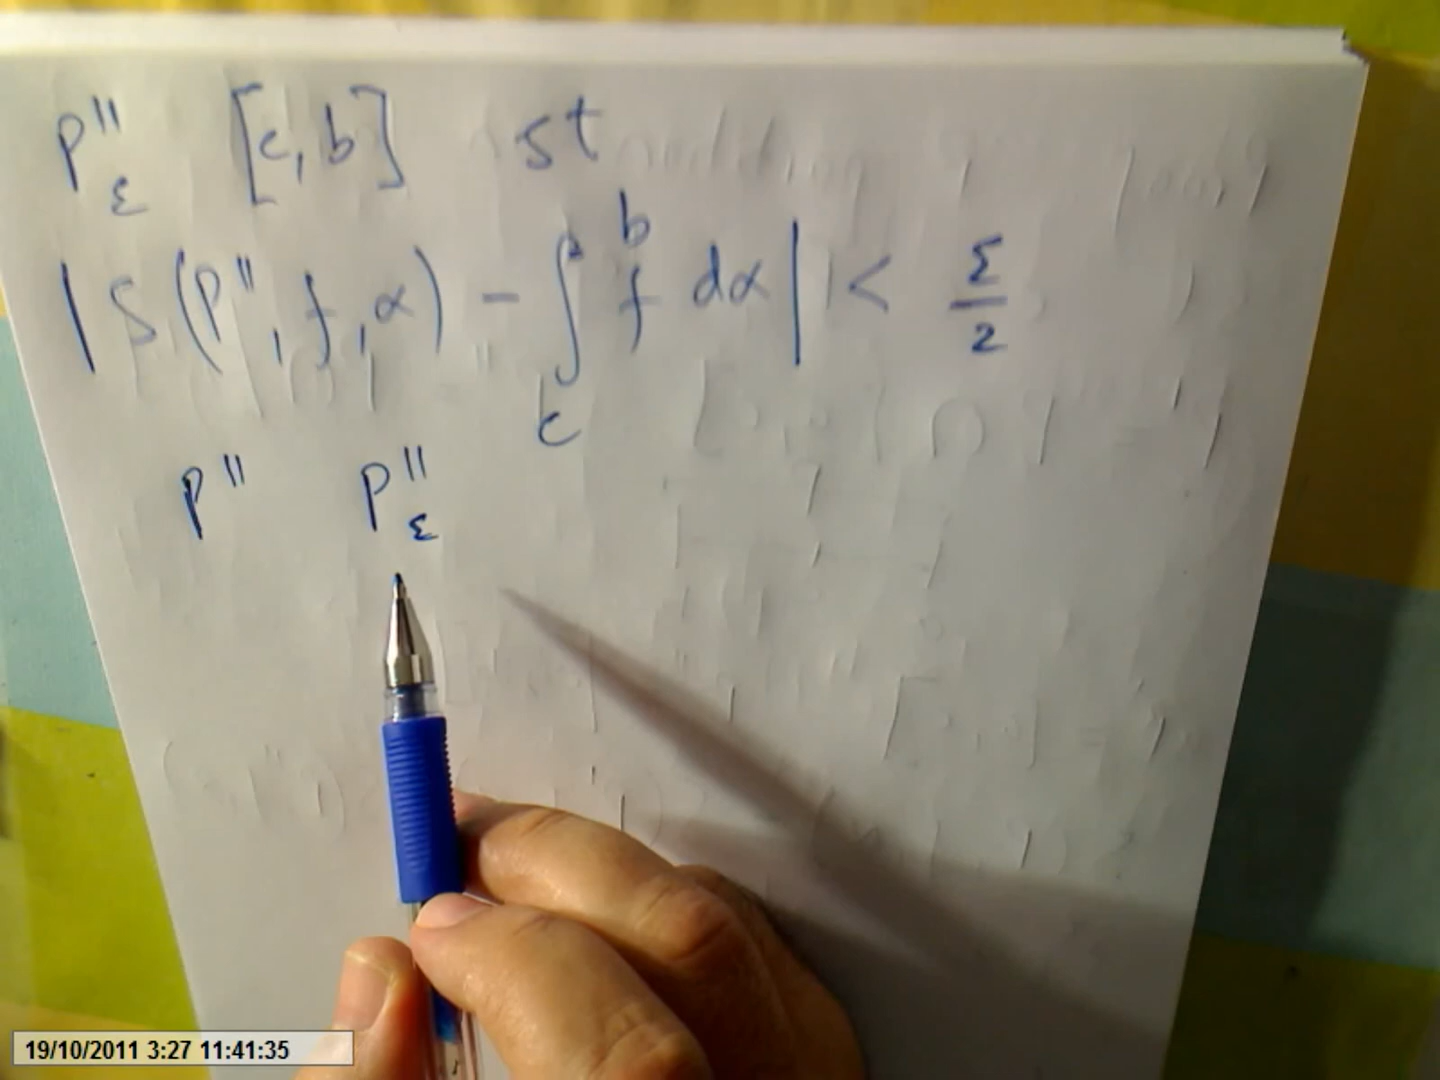 P''ε [c, b] st
| S(P'', f, α) - ∫_c^b f dα | < ε/2
P'' P''ε
19/10/2011 3:27 11:41:35